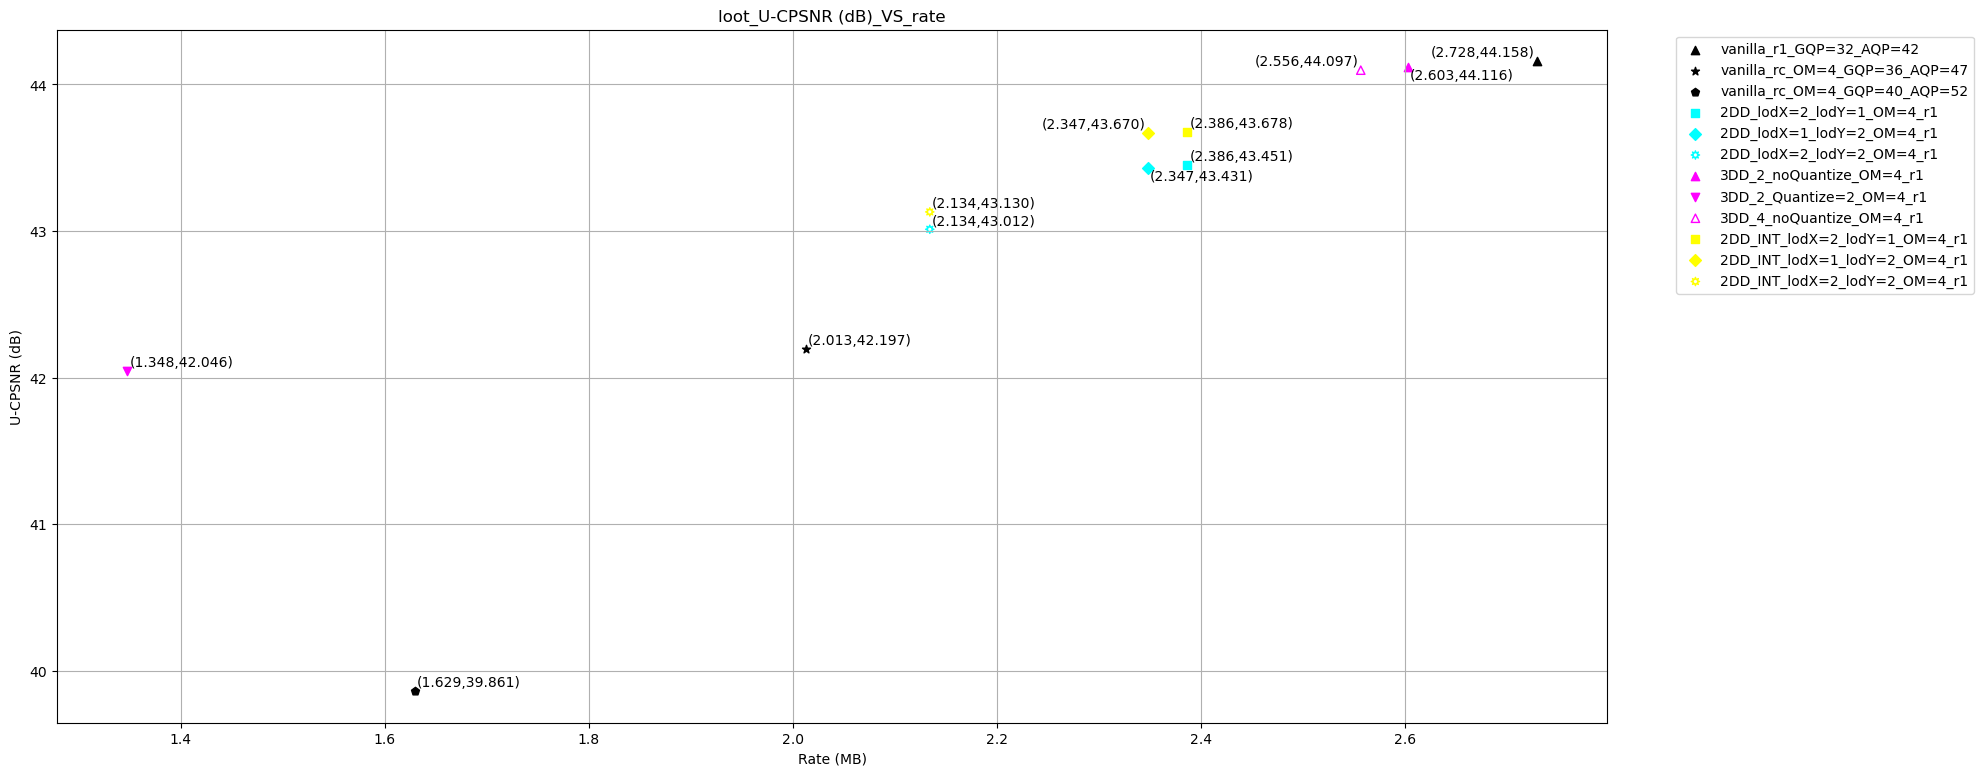 loot_U-CPSNR (dB)_VS_rate
U-CPSNR (dB)
44
43
42
41
40
(2.728,44.158)
(2.556,44.097)
(2.603,44.116)
(2.347,43.670)
(2.386,43.678)
(2.386,43.451)
(2.347,43.431)
(2.134,43.130)
(2.134,43.012)
(2.013,42.197)
(1.348,42.046)
(1.629,39.861)
1.4
1.6
1.8
2.0
2.2
2.4
2.6
Rate (MB)
vanilla_r1_GQP=32_AQP=42
vanilla_rc_OM=4_GQP=36_AQP=47
vanilla_rc_OM=4_GQP=40_AQP=52
2DD_lodX=2_lodY=1_OM=4_r1
2DD_lodX=1_lodY=2_OM=4_r1
2DD_lodX=2_lodY=2_OM=4_r1
3DD_2_noQuantize_OM=4_r1
3DD_2_Quantize=2_OM=4_r1
3DD_4_noQuantize_OM=4_r1
2DD_INT_lodX=2_lodY=1_OM=4_r1
2DD_INT_lodX=1_lodY=2_OM=4_r1
2DD_INT_lodX=2_lodY=2_OM=4_r1